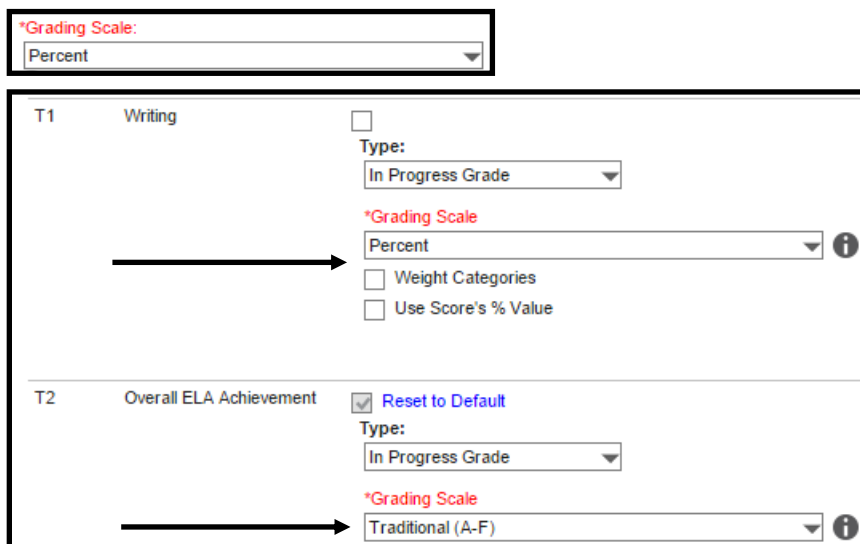 *Grading Scale:
Percent
T1 Writing
Type:
In Progress Grade
*Grading Scale
Percent
Weight Categories
Use Score's % Value
T2 Overall ELA Achievement Reset to Default
Type:
In Progress Grade
*Grading Scale
Traditional (A-F)